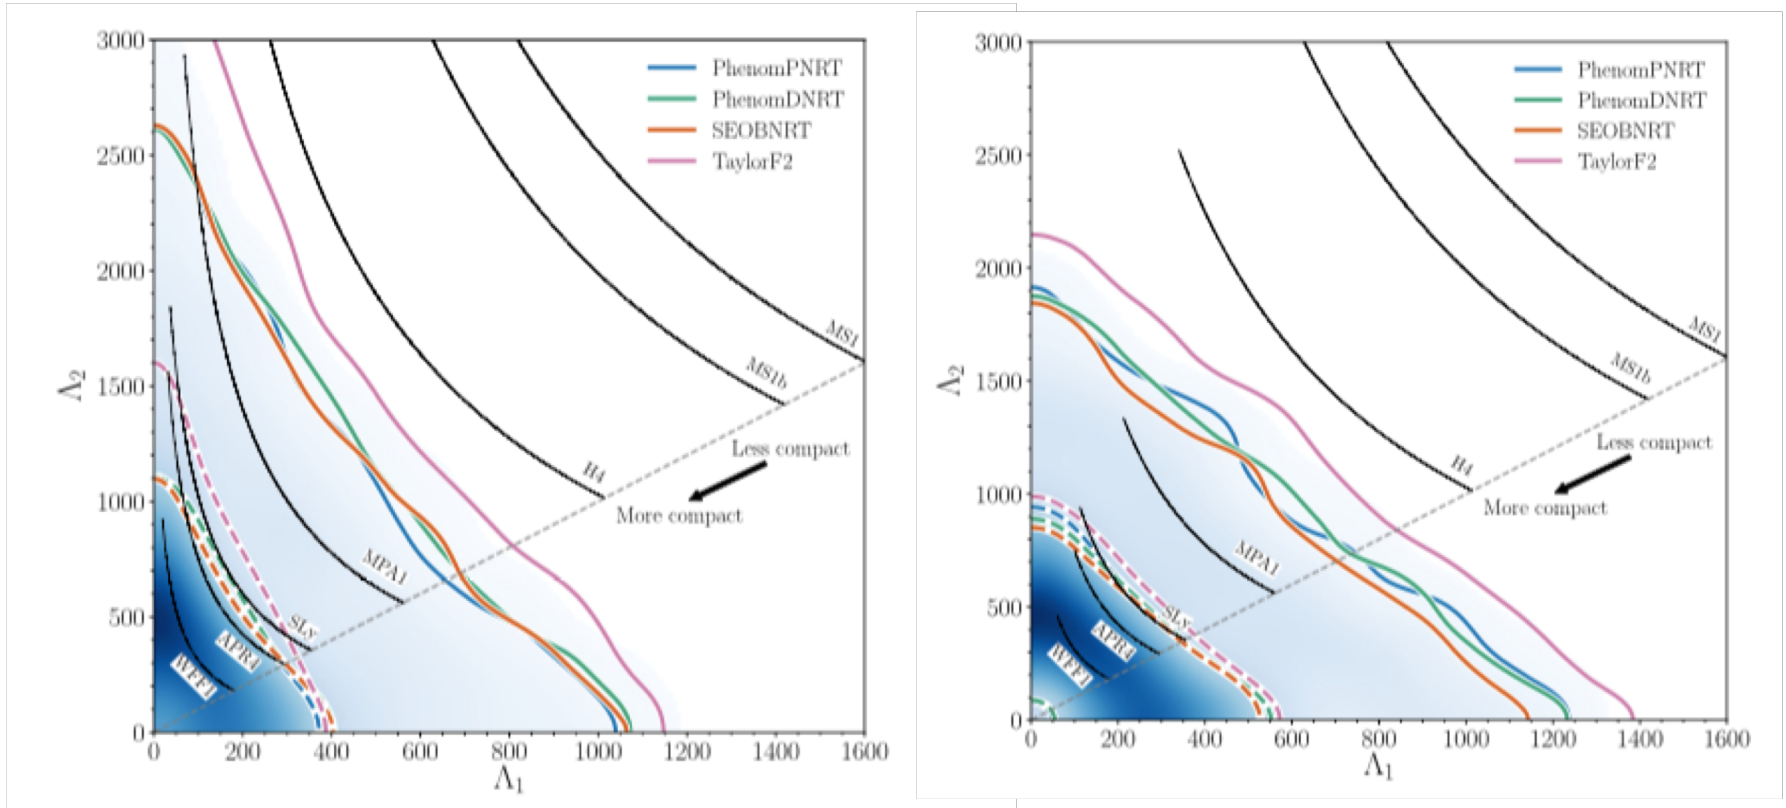 3000
2500
2000
1500
1000
500
0
Λ₂
0
200
400
600
800
1000
1200
1400
1600
Λ₁
PhenomPNRT
PhenomDNRT
SEOBNRT
TaylorF2
MS1
MS1b
H4
MPA1
SLy
APR4
WFF1
Less compact
More compact
3000
2500
2000
1500
1000
500
0
Λ₂
0
200
400
600
800
1000
1200
1400
1600
Λ₁
PhenomPNRT
PhenomDNRT
SEOBNRT
TaylorF2
MS1
MS1b
H4
MPA1
SLy
APR4
WFF1
Less compact
More compact